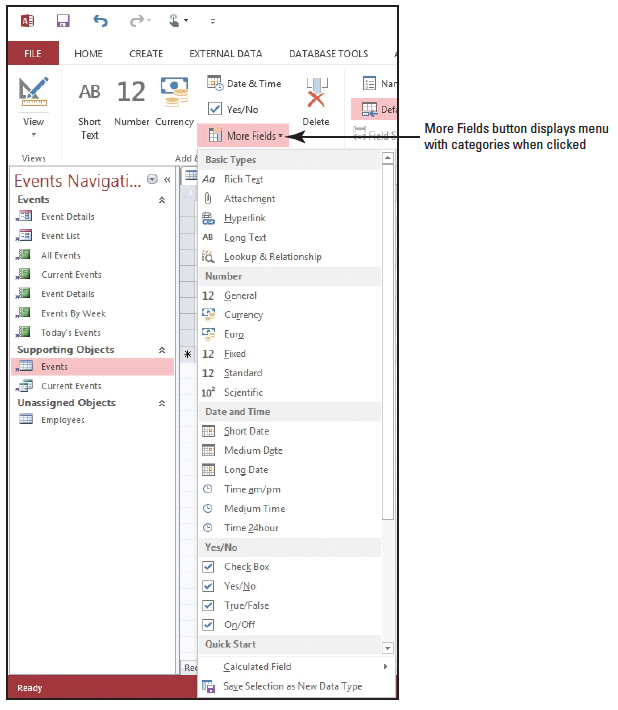 FILE HOME CREATE EXTERNAL DATA DATABASE TOOLS
View
Views
AB
Short
Text
12
Number
Currency
Date & Time
Yes/No
More Fields
Delete
Add &
More Fields button displays menu
with categories when clicked
Events Navigati...
Events
Event Details
Event List
All Events
Current Events
Event Details
Events By Week
Today's Events
Supporting Objects
Events
Current Events
Unassigned Objects
Employees
Basic Types
Aa Rich Text
Attachment
Hyperlink
AB Long Text
Lookup & Relationship
Number
12 General
Currency
Euro
12 Fixed
12 Standard
10² Scientific
Date and Time
Short Date
Medium Date
Long Date
Time am/pm
Medium Time
Time 24hour
Yes/No
Check Box
Yes/No
True/False
On/Off
Quick Start
Calculated Field
Save Selection as New Data Type
Ready